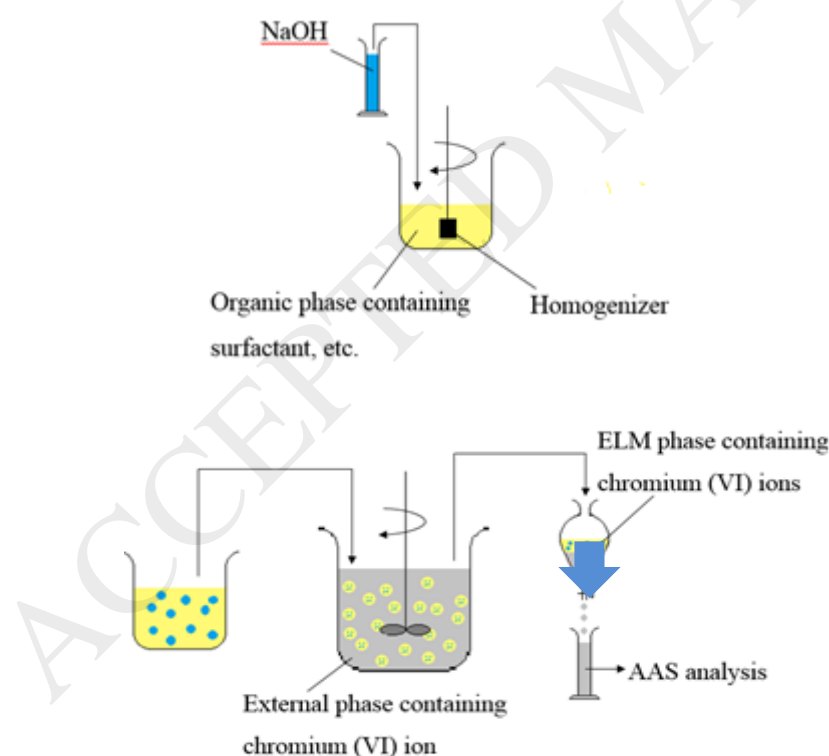 NaOH
Organic phase containing
surfactant, etc.
Homogenizer
ELM phase containing
chromium (VI) ions
AAS analysis
External phase containing
chromium (VI) ion
ACCEPTED MA